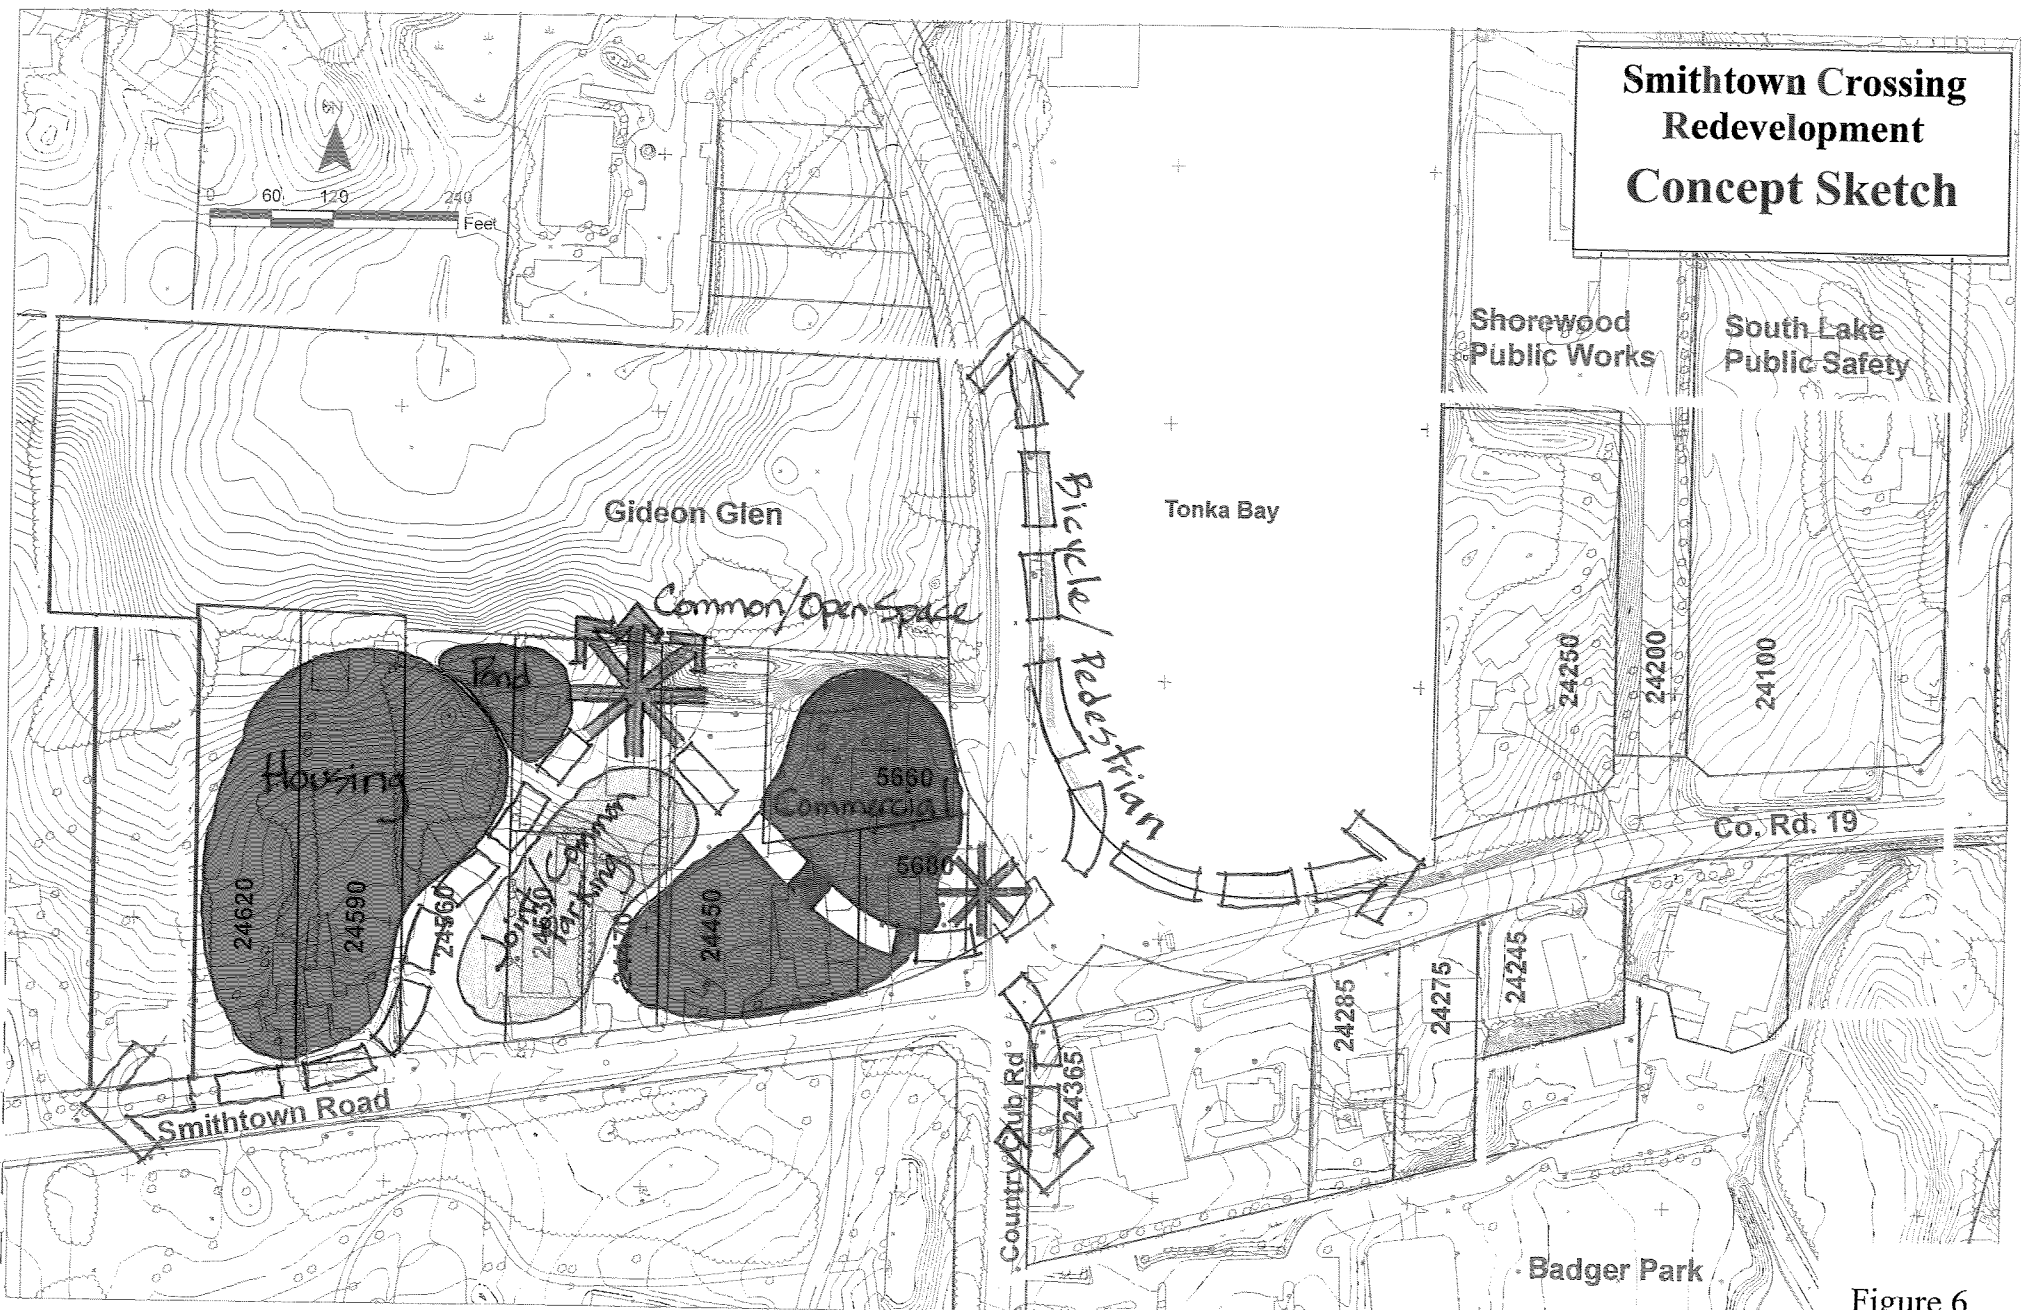 Smithtown Crossing
Redevelopment
Concept Sketch
0 60 120 240
Feet
Shorewood
Public Works
South Lake
Public Safety
Gideon Glen
Tonka Bay
Bicycle / Pedestrian
Common/Open Space
Pond
Housing
Commercial
Joint/Common
Parking
5660
5680
24620
24590
24560
24450
24250
24200
24100
Co. Rd. 19
24285
24275
24245
24365
Country Club Rd
Smithtown Road
Badger Park
Figure 6